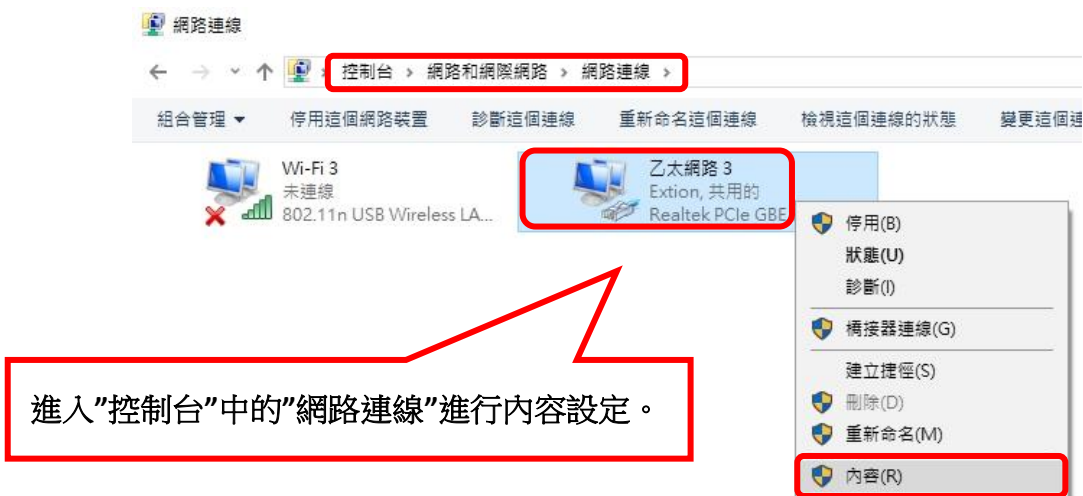 網路連線
控制台 › 網路和網際網路 › 網路連線 ›
組合管理 停用這個網路裝置 診斷這個連線 重新命名這個連線 檢視這個連線的狀態 變更這個連
Wi-Fi 3
未連線
802.11n USB Wireless LA...
乙太網路 3
Extion, 共用的
Realtek PCIe GBE
停用(B)
狀態(U)
診斷(I)
橋接器連線(G)
建立捷徑(S)
刪除(D)
重新命名(M)
內容(R)
進入”控制台”中的”網路連線”進行內容設定。